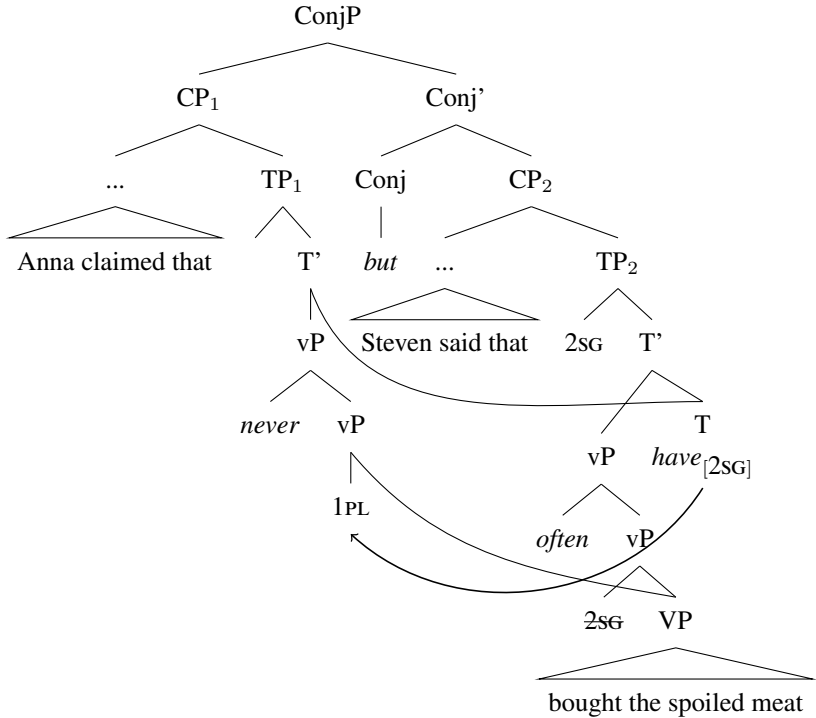 ConjP
CP₁ Conj’
... TP₁ Conj CP₂
Anna claimed that T’ but ... TP₂
vP Steven said that 2SG T’
never vP T
vP have[2SG]
1PL often vP
2SG VP
bought the spoiled meat